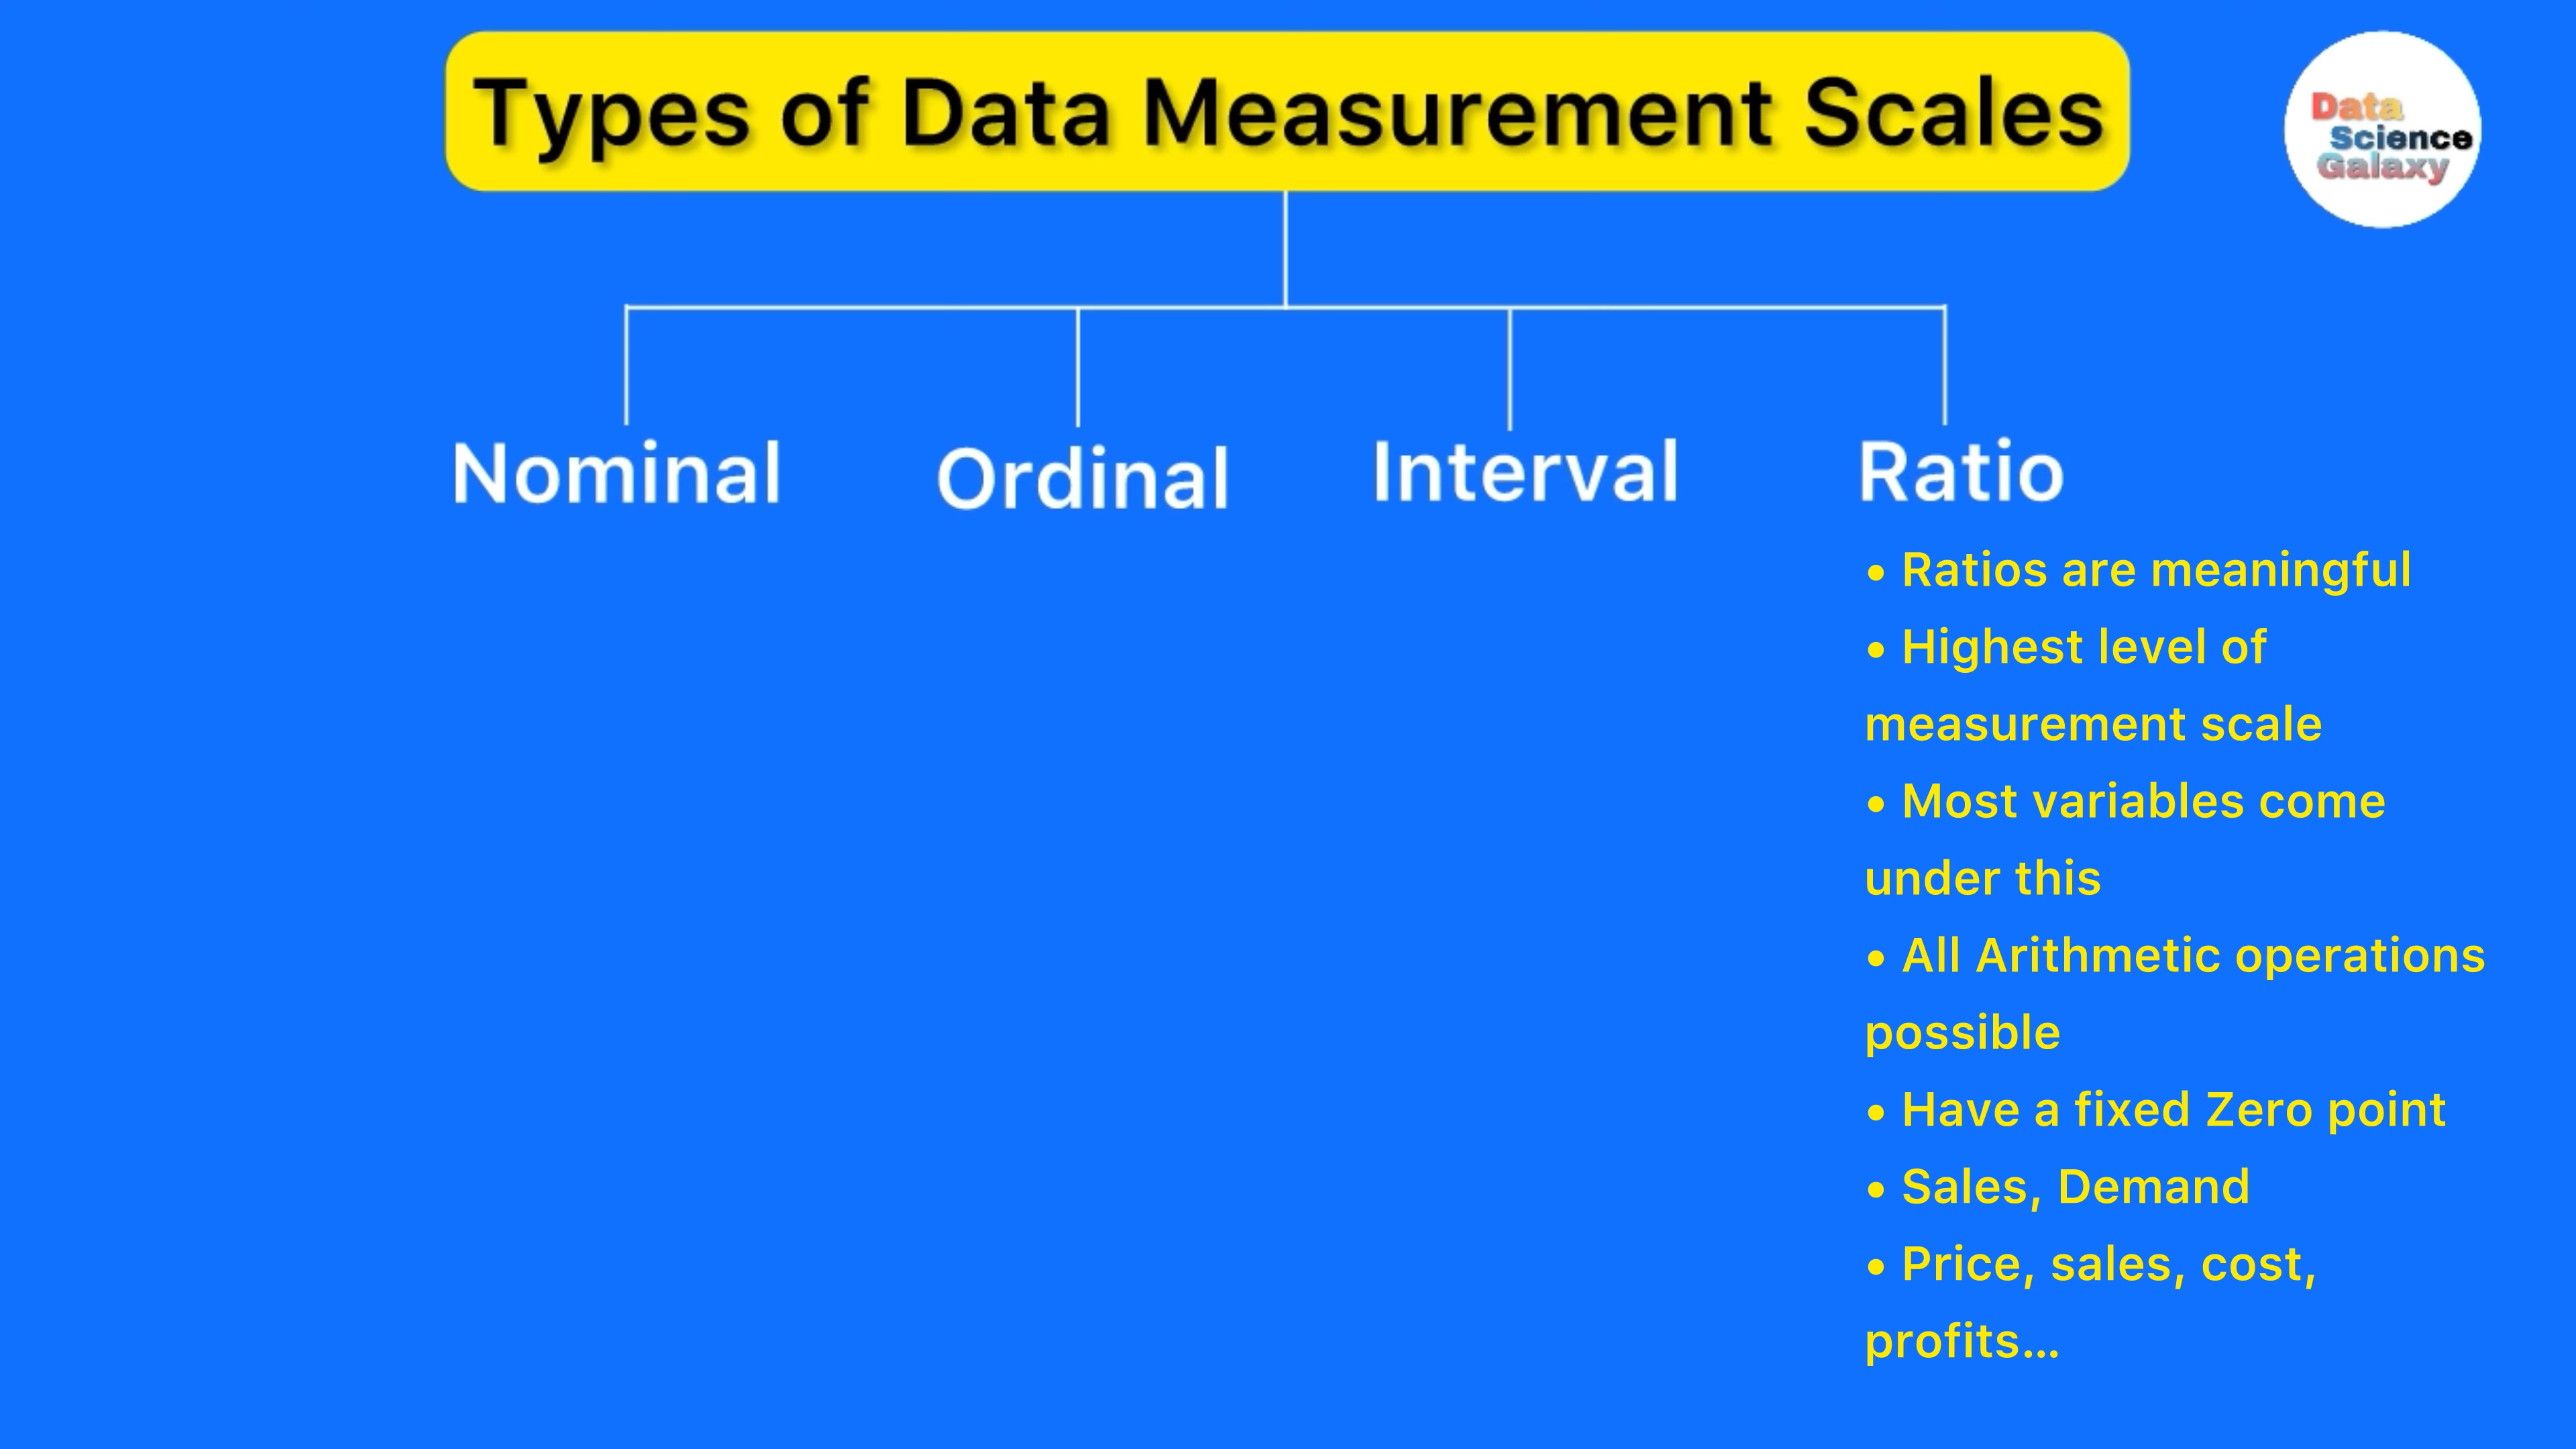 Types of Data Measurement Scales
Data
Science
Galaxy
Nominal
Ordinal
Interval
Ratio
• Ratios are meaningful
• Highest level of
measurement scale
• Most variables come
under this
• All Arithmetic operations
possible
• Have a fixed Zero point
• Sales, Demand
• Price, sales, cost,
profits...